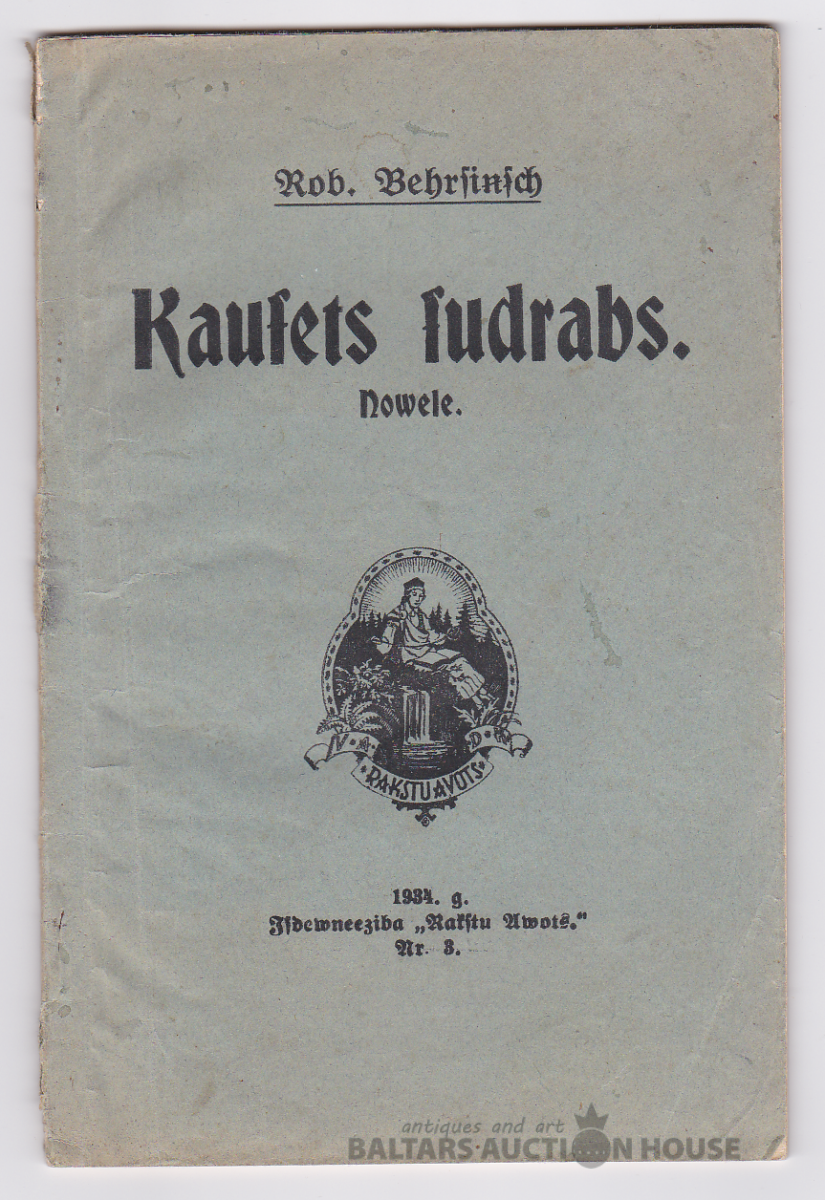 Rob. Behrſinſch
Kauſets ſudrabs.
Nowele.
V • A •
D • R
• RAKSTU AVOTS •
1934. g.
Iſdewneeziba „Rakſtu Awots.“
Nr. 3.
antiques and art
BALTARS • AUCTION HOUSE